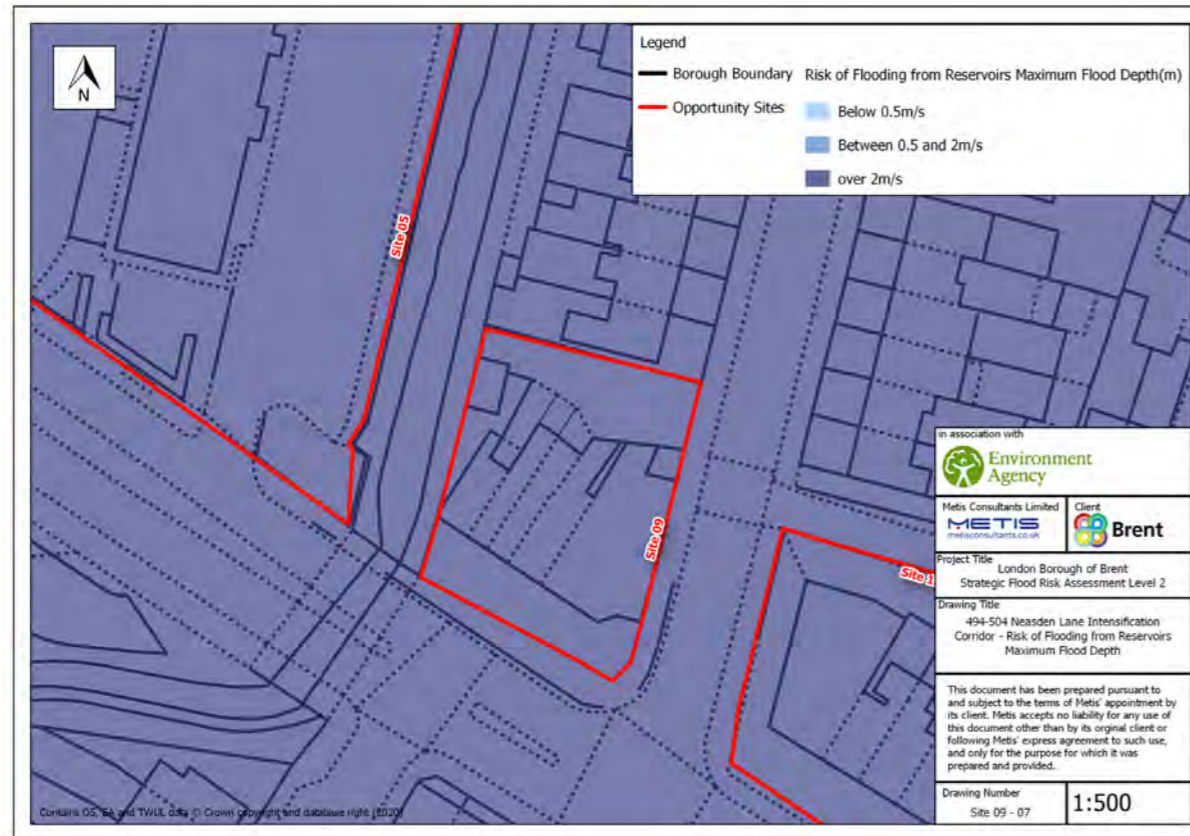 N
Legend
Borough Boundary
Opportunity Sites
Risk of Flooding from Reservoirs Maximum Flood Depth(m)
Below 0.5m/s
Between 0.5 and 2m/s
over 2m/s
Site 05
Site 09
Site 1
in association with
Environment
Agency
Metis Consultants Limited
METIS
metisconsultants.co.uk
Client
Brent
Project Title
London Borough of Brent
Strategic Flood Risk Assessment Level 2
Drawing Title
494-504 Neasden Lane Intensification
Corridor - Risk of Flooding from Reservoirs
Maximum Flood Depth
This document has been prepared pursuant to
and subject to the terms of Metis' appointment by
its client. Metis accepts no liability for any use of
this document other than by its orginal client or
following Metis' express agreement to such use,
and only for the purpose for which it was
prepared and provided.
Drawing Number
Site 09 - 07
1:500
Contains OS, EA and TWUL data © Crown copyright and database right [2020]